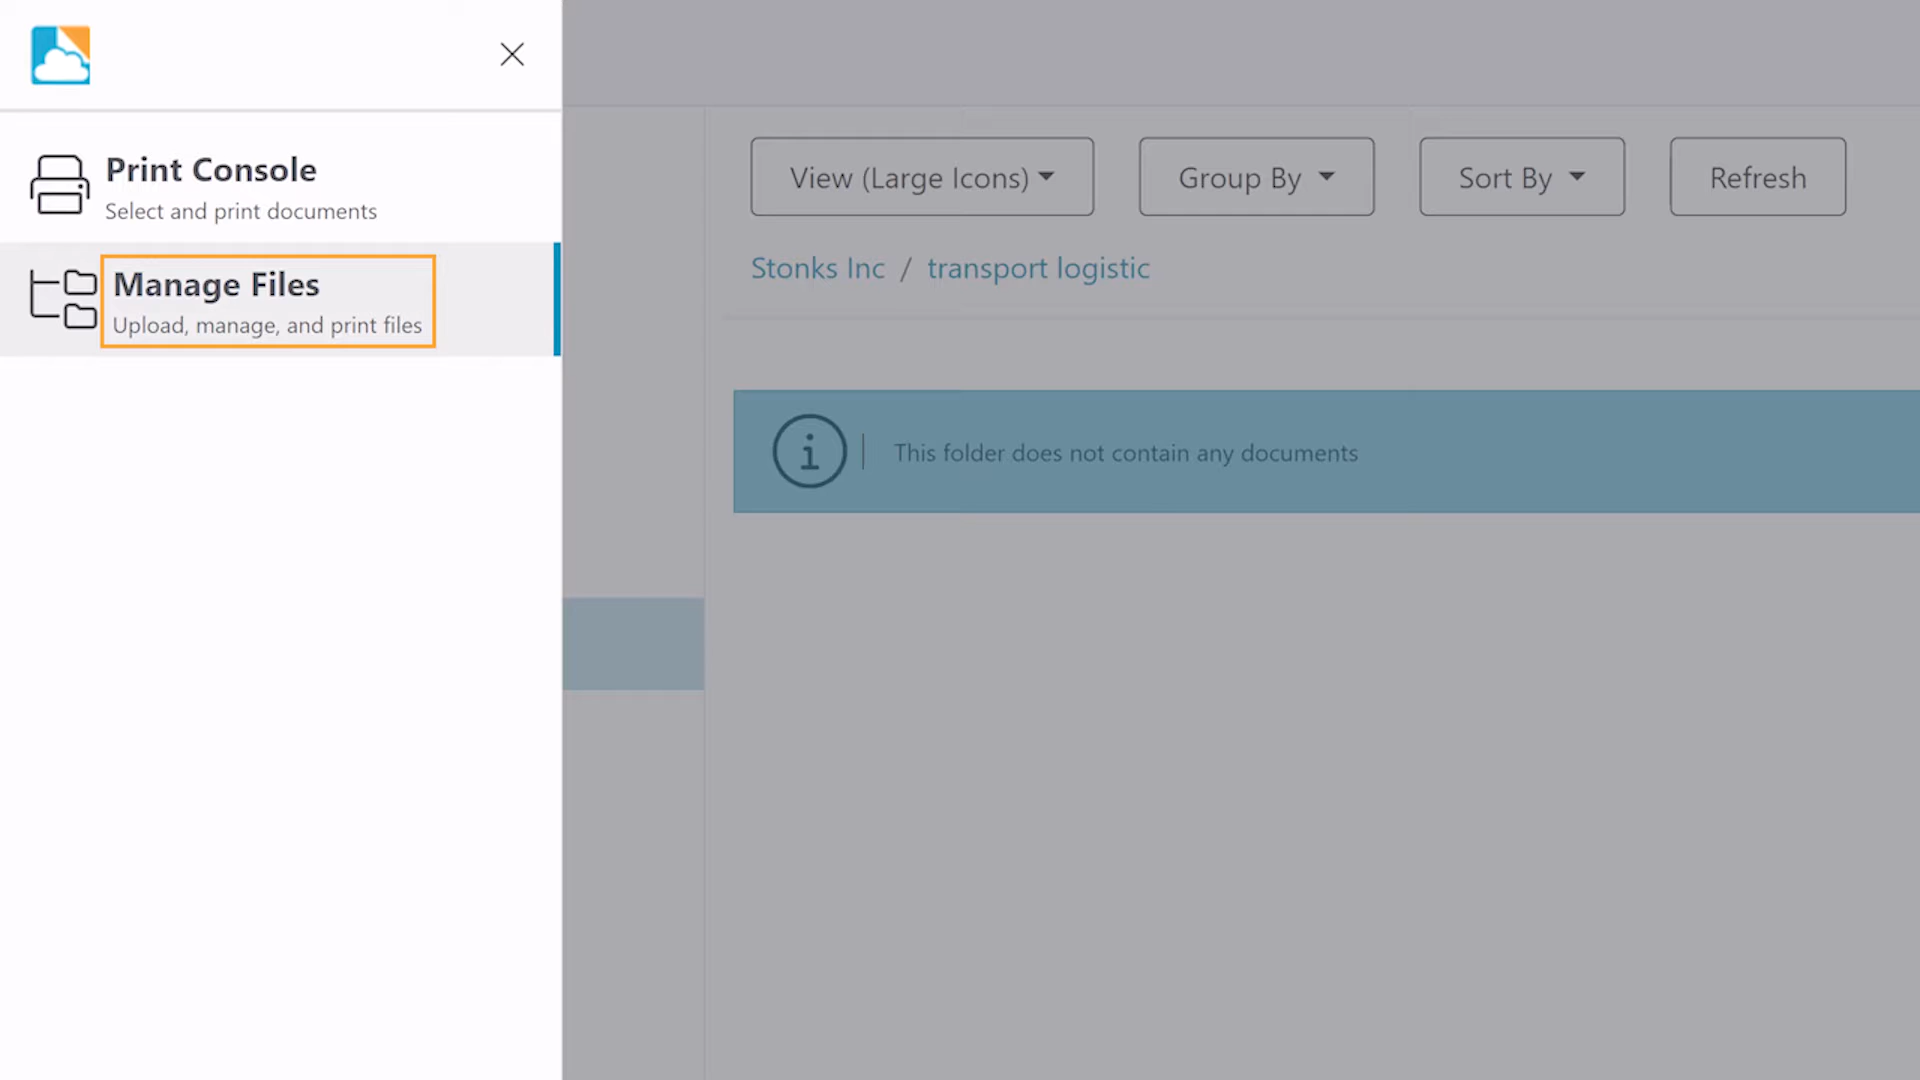 Print Console
Select and print documents
Manage Files
Upload, manage, and print files
View (Large Icons)
Group By
Sort By
Refresh
Stonks Inc / transport logistic
This folder does not contain any documents